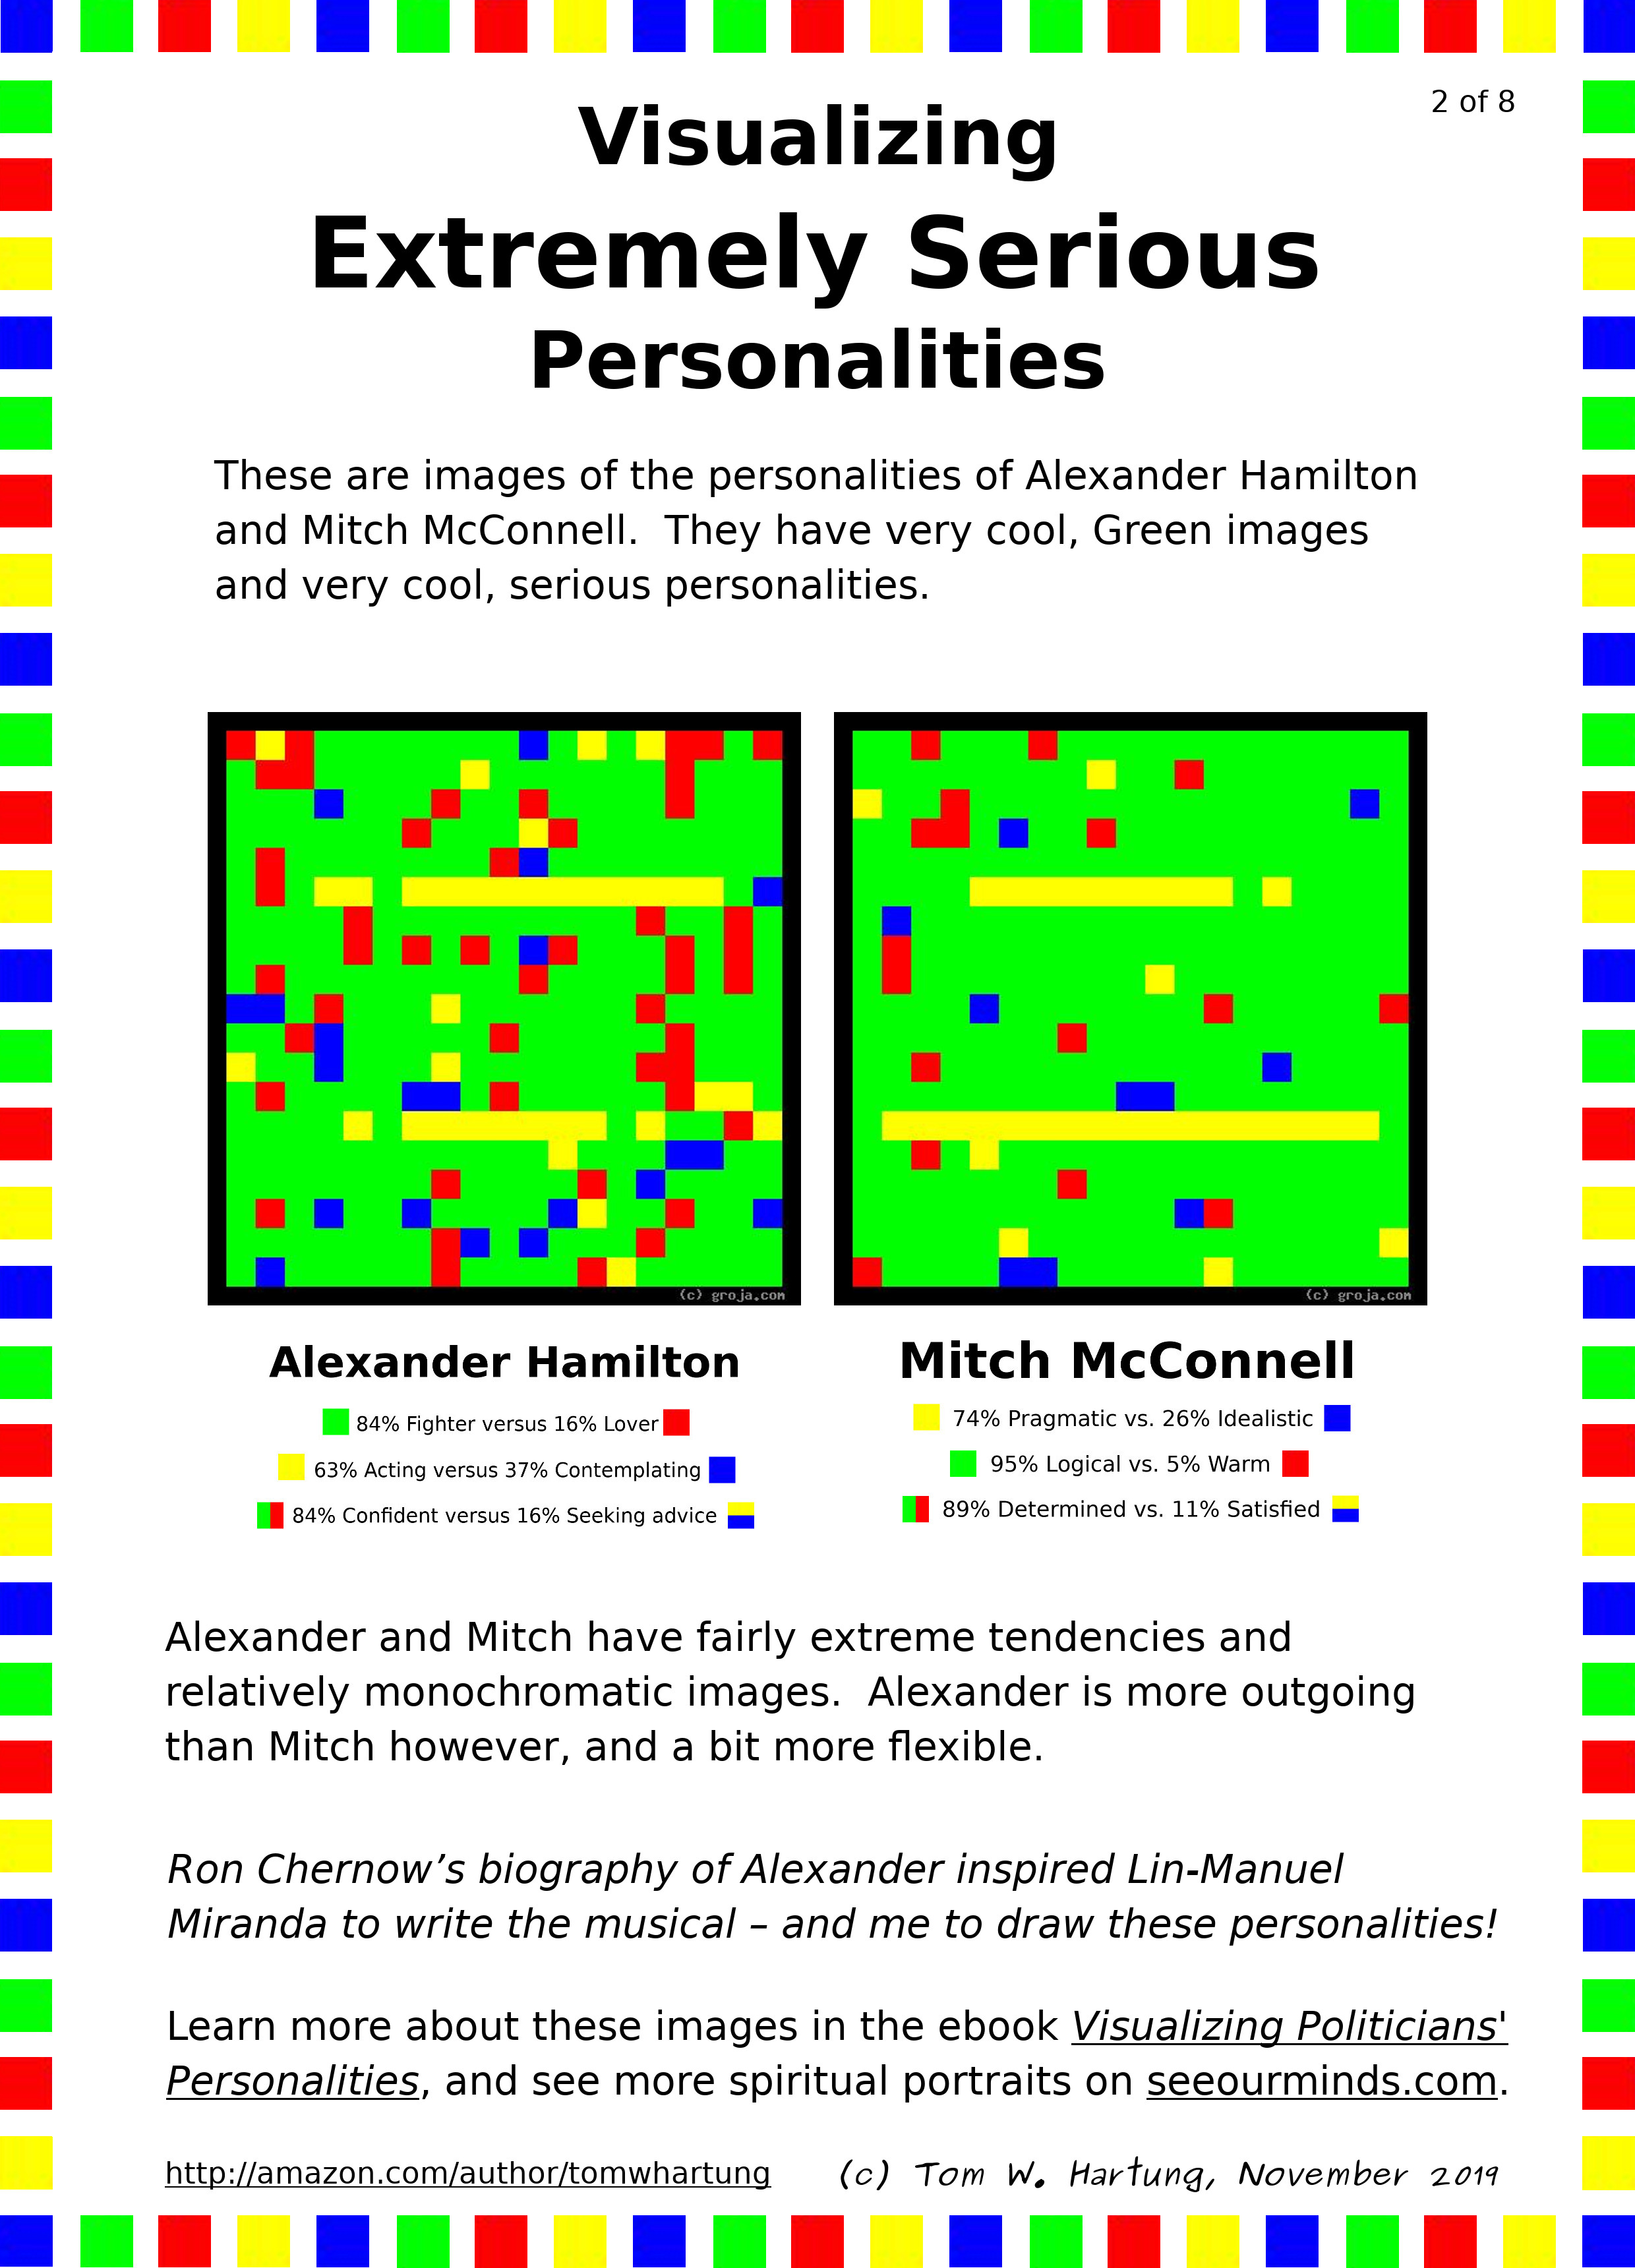 2 of 8
Visualizing
Extremely Serious
Personalities
These are images of the personalities of Alexander Hamilton
and Mitch McConnell.  They have very cool, Green images
and very cool, serious personalities.
(c) groja.com
(c) groja.com
Alexander Hamilton
84% Fighter versus 16% Lover
63% Acting versus 37% Contemplating
84% Confident versus 16% Seeking advice
Mitch McConnell
74% Pragmatic vs. 26% Idealistic
95% Logical vs. 5% Warm
89% Determined vs. 11% Satisfied
Alexander and Mitch have fairly extreme tendencies and
relatively monochromatic images.  Alexander is more outgoing
than Mitch however, and a bit more flexible.
Ron Chernow’s biography of Alexander inspired Lin-Manuel
Miranda to write the musical – and me to draw these personalities!
Learn more about these images in the ebook Visualizing Politicians'
Personalities, and see more spiritual portraits on seeourminds.com.
http://amazon.com/author/tomwhartung
(c) Tom W. Hartung, November 2019